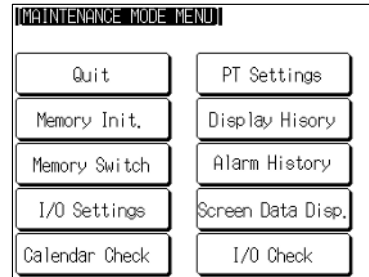 [MAINTENANCE MODE MENU]
Quit
PT Settings
Memory Init.
Display Hisory
Memory Switch
Alarm History
I/O Settings
Screen Data Disp.
Calendar Check
I/O Check